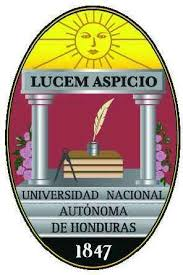 LUCEM ASPICIO
UNIVERSIDAD NACIONAL
AUTÓNOMA
DE HONDURAS
1847